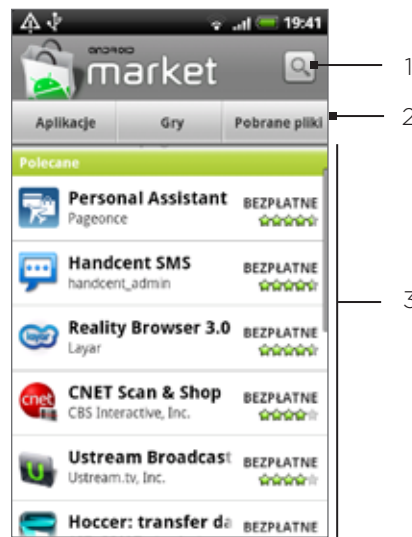 19:41
ANDROID
market
1
Aplikacje Gry Pobrane pliki
2
Polecane
Personal Assistant BEZPŁATNE
Pageonce
Handcent SMS BEZPŁATNE
handcent_admin
3
Reality Browser 3.0 BEZPŁATNE
Layar
CNET Scan & Shop BEZPŁATNE
CBS Interactive, Inc.
Ustream Broadcast BEZPŁATNE
Ustream.tv, Inc.
Hoccer: transfer da BEZPŁATNE
layar
cnet